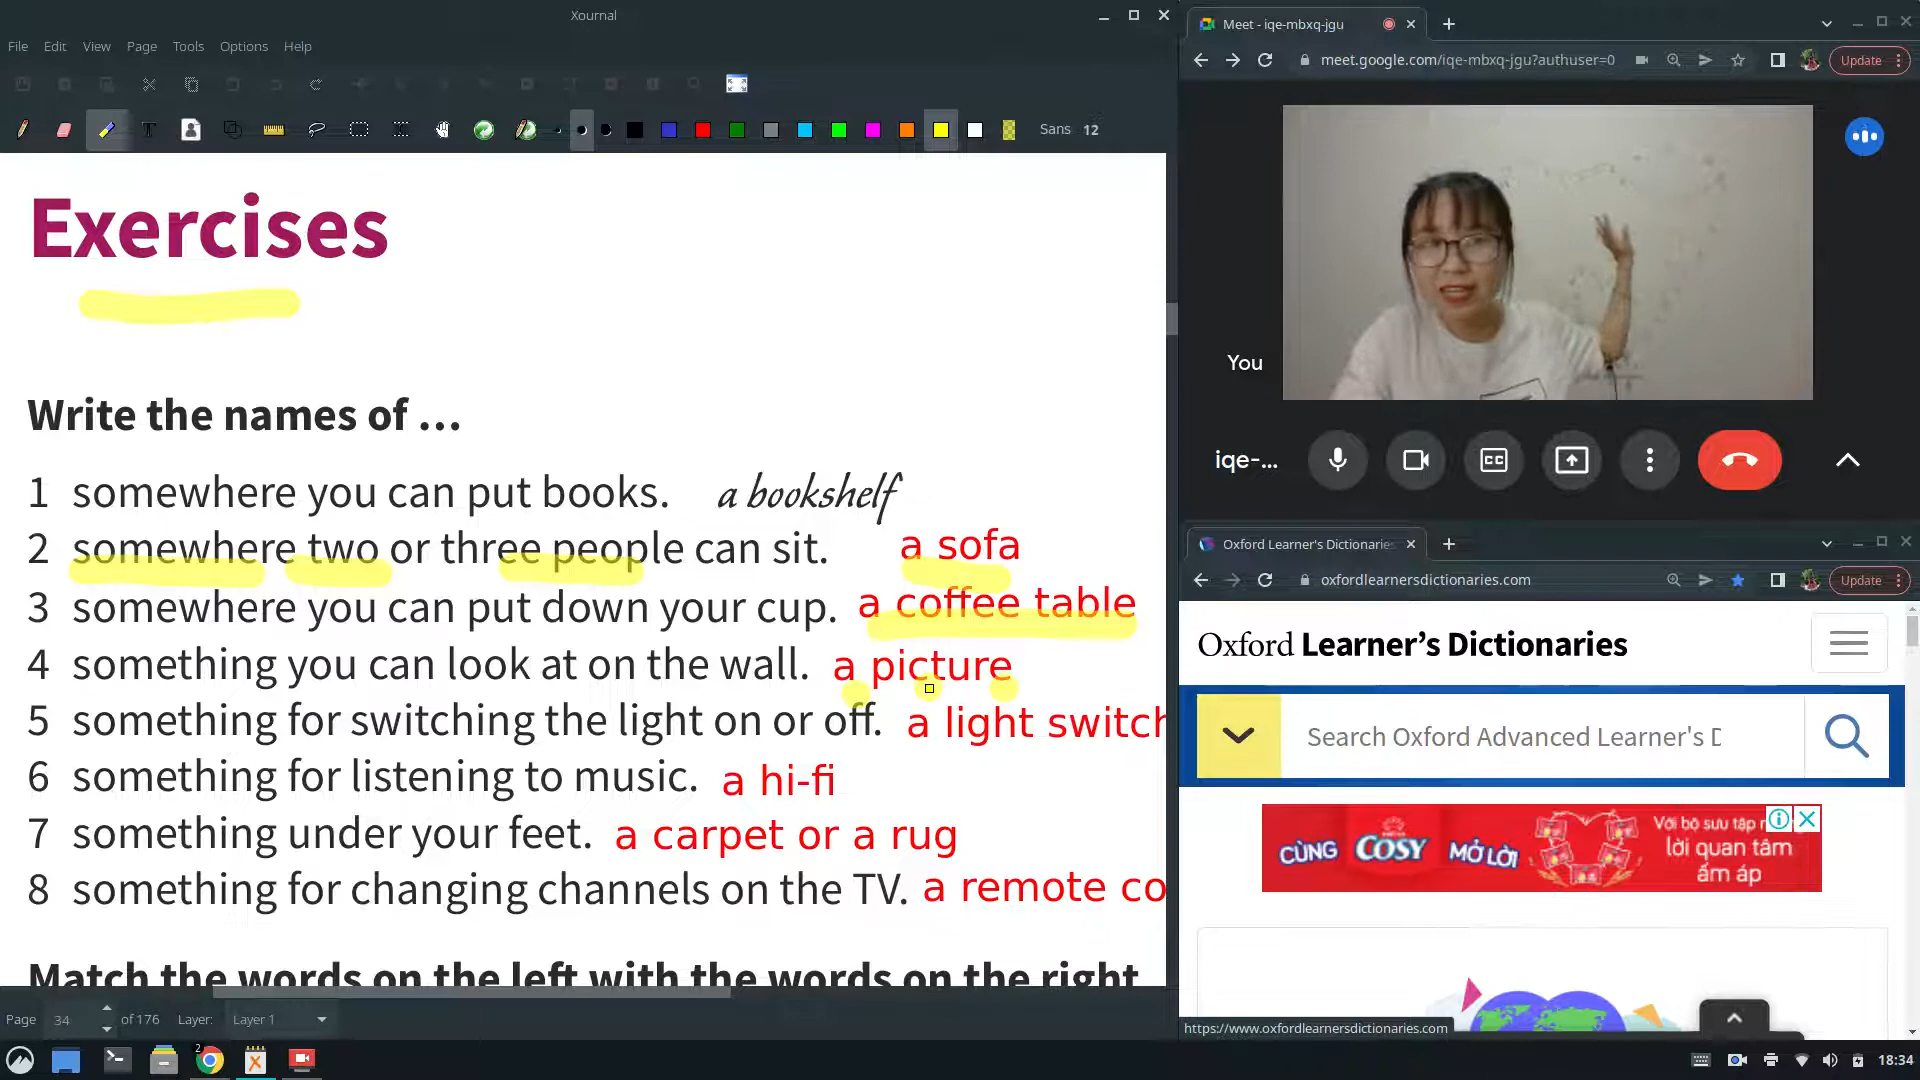 Xournal
File Edit View Page Tools Options Help
Sans 12
Exercises
Write the names of ...
1 somewhere you can put books. a bookshelf
2 somewhere two or three people can sit. a sofa
3 somewhere you can put down your cup. a coffee table
4 something you can look at on the wall. a picture
5 something for switching the light on or off. a light switch
6 something for listening to music. a hi-fi
7 something under your feet. a carpet or a rug
8 something for changing channels on the TV. a remote co
Match the words on the left with the words on the right
Page 34 of 176 Layer: Layer 1
Meet - iqe-mbxq-jgu
meet.google.com/iqe-mbxq-jgu?authuser=0
Update
You
iqe-...
CC
Oxford Learner's Dictionaries
oxfordlearnersdictionaries.com
Update
Oxford Learner's Dictionaries
Search Oxford Advanced Learner's D
CÙNG COSY MỞ LỜI
Với bộ sưu tập
lời quan tâm
ấm áp
https://www.oxfordlearnersdictionaries.com
2
18:34